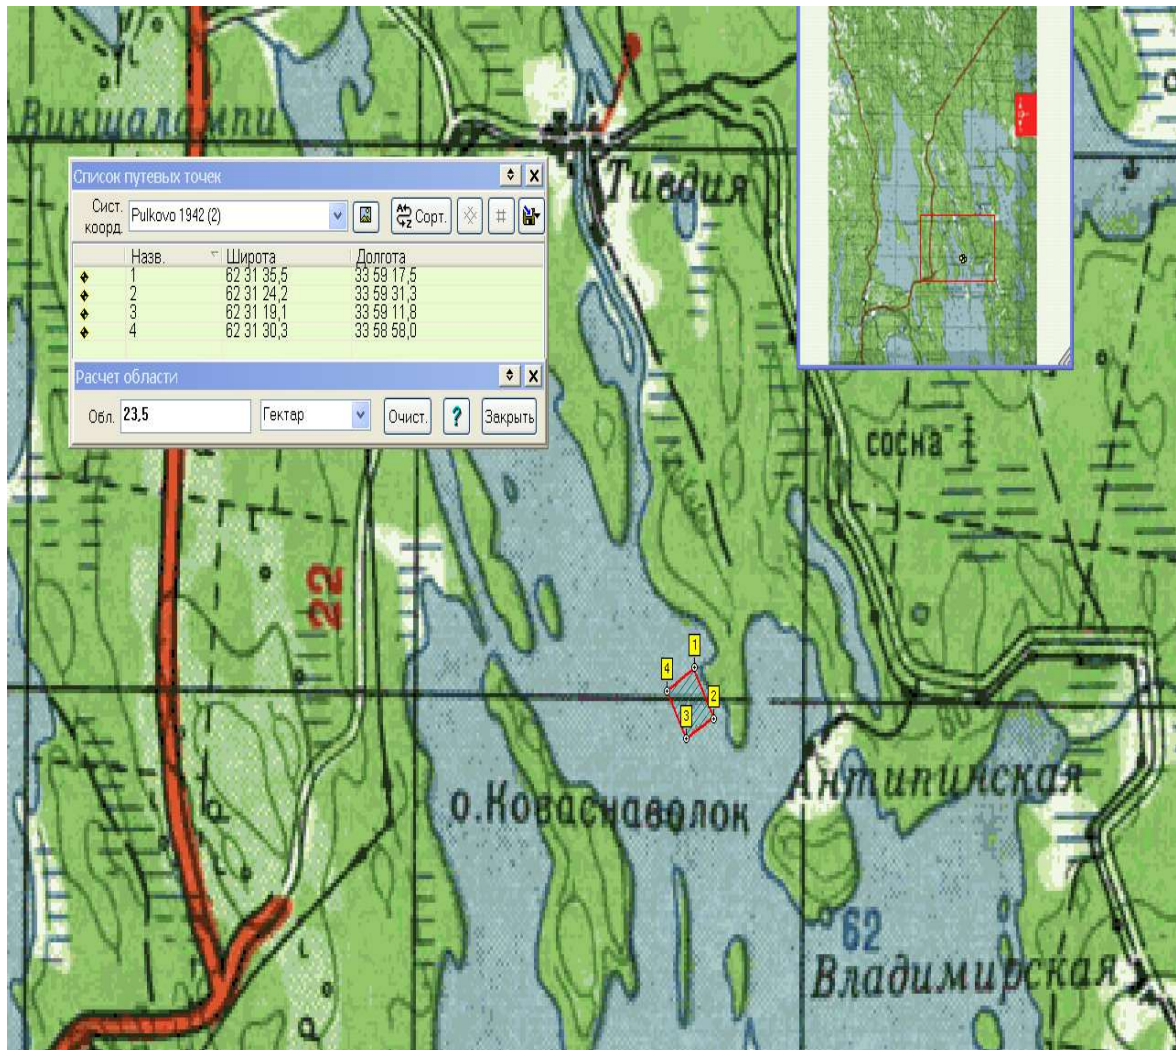 Викшалампи
Тивдия
Список путевых точек
Сист. коорд. Pulkovo 1942 (2) Сорт.
Назв. Широта Долгота
1 62 31 35,5 33 59 17,5
2 62 31 24,2 33 59 31,3
3 62 31 19,1 33 59 11,8
4 62 31 30,3 33 58 58,0
Расчет области
Обл. 23,5 Гектар Очист. ? Закрыть
сосна
22
1
4
2
3
Антипинская
о.Коваснаволок
62
Владимирская